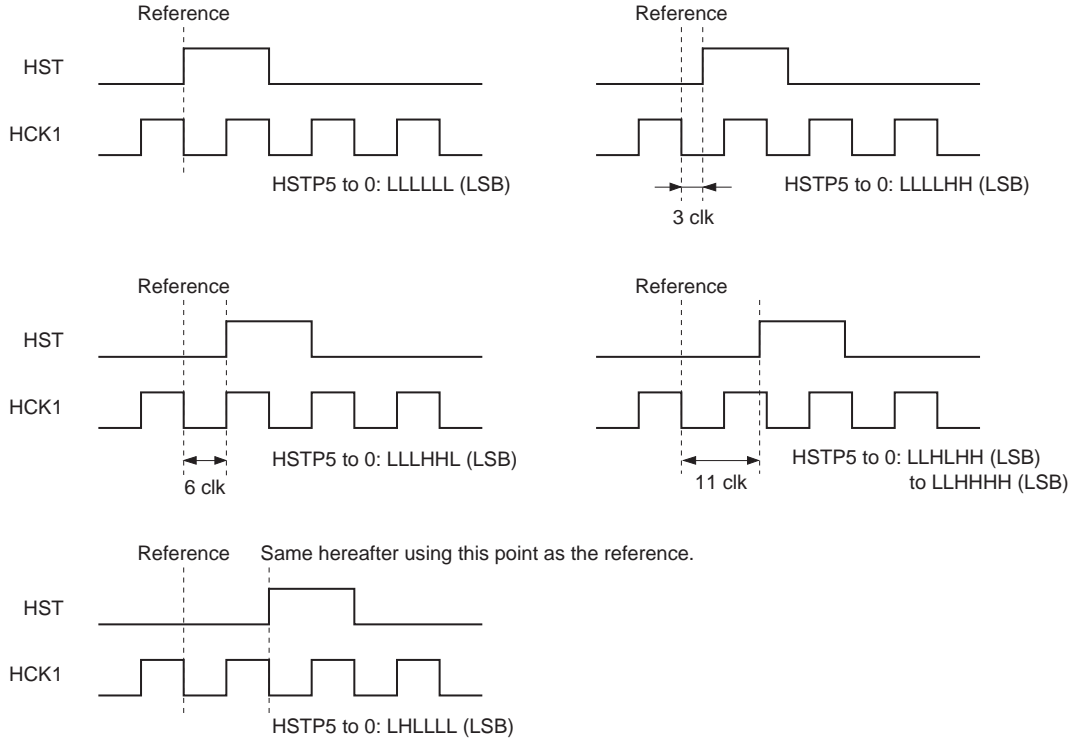 Reference
HST
HCK1
HSTP5 to 0: LLLLLL (LSB)
Reference
HSTP5 to 0: LLLLHH (LSB)
3 clk
Reference
HST
HCK1
HSTP5 to 0: LLLHHL (LSB)
6 clk
Reference
HSTP5 to 0: LLHLHH (LSB)
to LLHHHH (LSB)
11 clk
Reference
Same hereafter using this point as the reference.
HST
HCK1
HSTP5 to 0: LHLLLL (LSB)